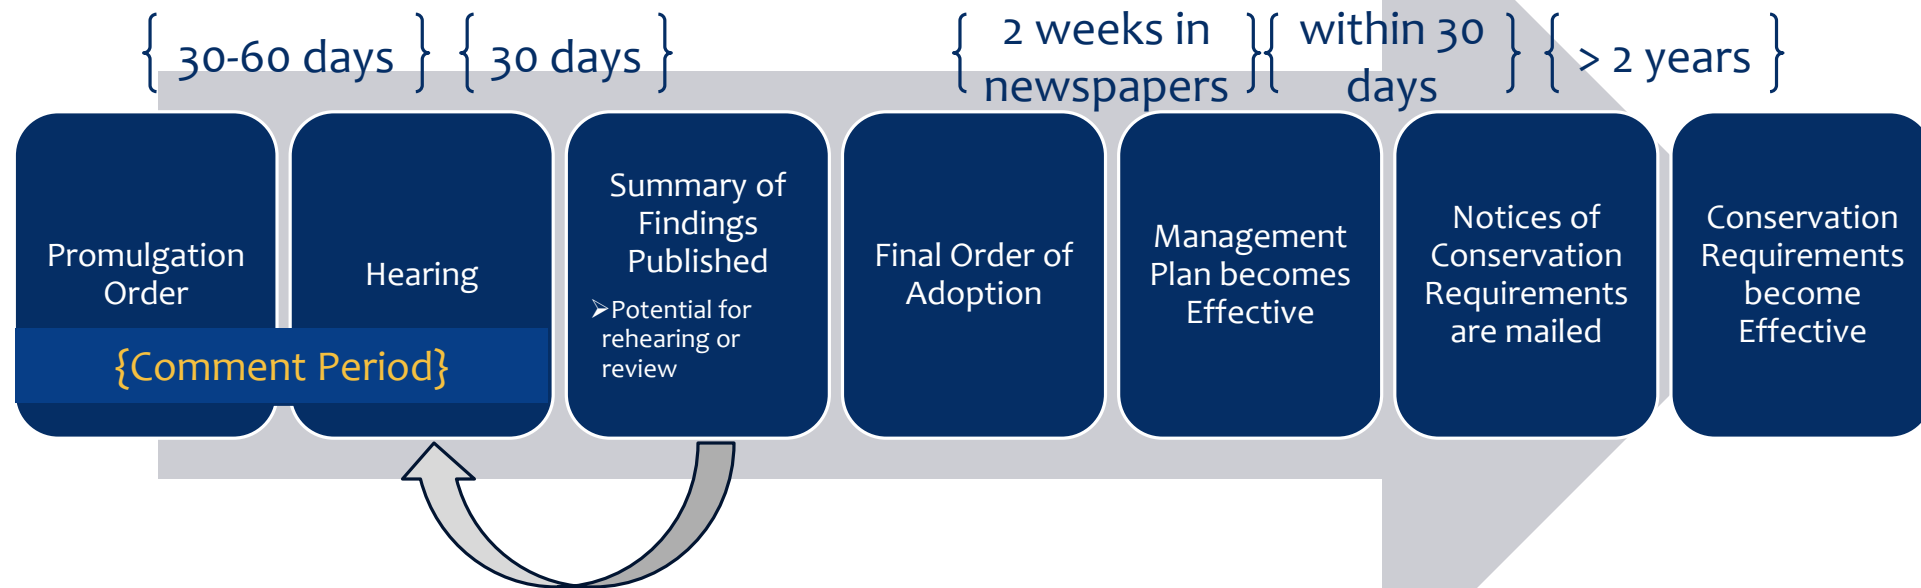 { 30-60 days }
{ 30 days }
{ 2 weeks in
newspapers }
{ within 30
days }
{ > 2 years }
Promulgation
Order
Hearing
{Comment Period}
Summary of
Findings
Published
➢Potential for
rehearing or
review
Final Order of
Adoption
Management
Plan becomes
Effective
Notices of
Conservation
Requirements
are mailed
Conservation
Requirements
become
Effective